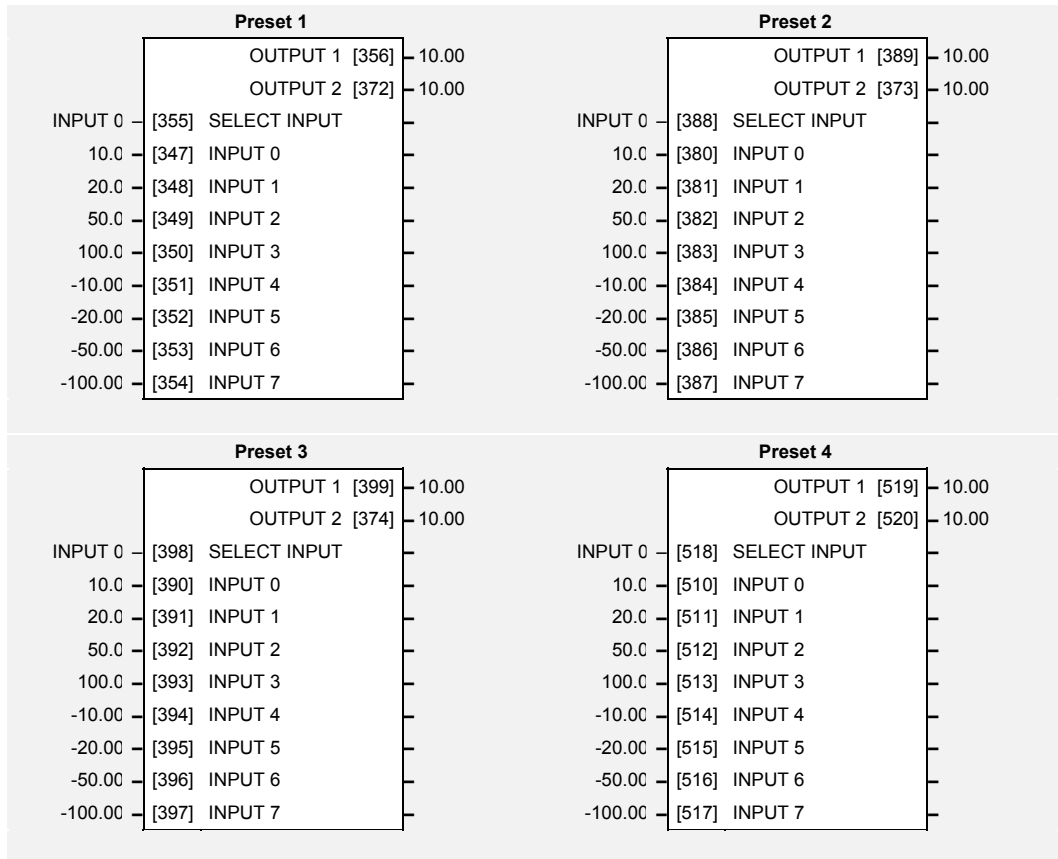 Preset 1
OUTPUT 1 [356] 10.00
OUTPUT 2 [372] 10.00
INPUT 0 – [355] SELECT INPUT
10.0 – [347] INPUT 0
20.0 – [348] INPUT 1
50.0 – [349] INPUT 2
100.0 – [350] INPUT 3
-10.00 – [351] INPUT 4
-20.00 – [352] INPUT 5
-50.00 – [353] INPUT 6
-100.00 – [354] INPUT 7
Preset 2
OUTPUT 1 [389] 10.00
OUTPUT 2 [373] 10.00
INPUT 0 – [388] SELECT INPUT
10.0 – [380] INPUT 0
20.0 – [381] INPUT 1
50.0 – [382] INPUT 2
100.0 – [383] INPUT 3
-10.00 – [384] INPUT 4
-20.00 – [385] INPUT 5
-50.00 – [386] INPUT 6
-100.00 – [387] INPUT 7
Preset 3
OUTPUT 1 [399] 10.00
OUTPUT 2 [374] 10.00
INPUT 0 – [398] SELECT INPUT
10.0 – [390] INPUT 0
20.0 – [391] INPUT 1
50.0 – [392] INPUT 2
100.0 – [393] INPUT 3
-10.00 – [394] INPUT 4
-20.00 – [395] INPUT 5
-50.00 – [396] INPUT 6
-100.00 – [397] INPUT 7
Preset 4
OUTPUT 1 [519] 10.00
OUTPUT 2 [520] 10.00
INPUT 0 – [518] SELECT INPUT
10.0 – [510] INPUT 0
20.0 – [511] INPUT 1
50.0 – [512] INPUT 2
100.0 – [513] INPUT 3
-10.00 – [514] INPUT 4
-20.00 – [515] INPUT 5
-50.00 – [516] INPUT 6
-100.00 – [517] INPUT 7